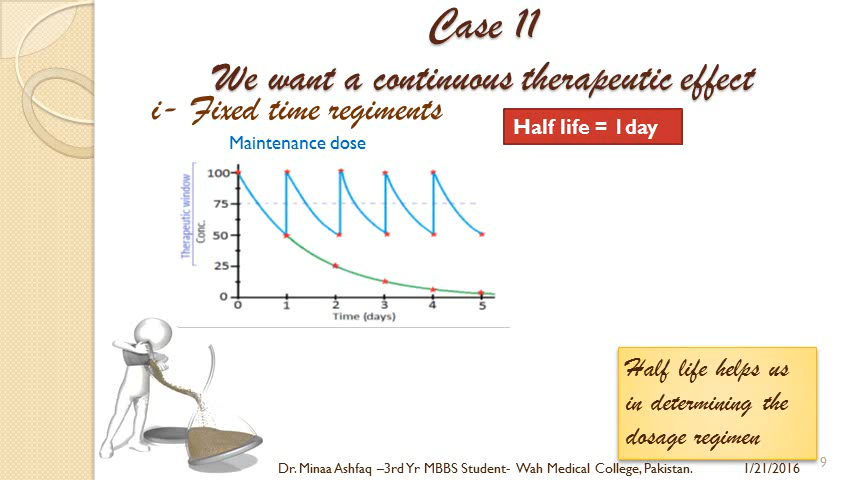 Case 11
We want a continuous therapeutic effect
i- Fixed time regiments
Half life = 1day
Maintenance dose
Therapeutic window
Conc.
100
75
50
25
0
0 1 2 3 4 5
Time (days)
Half life helps us
in determining the
dosage regimen
Dr. Minaa Ashfaq –3rd Yr MBBS Student- Wah Medical College, Pakistan.
1/21/2016
9